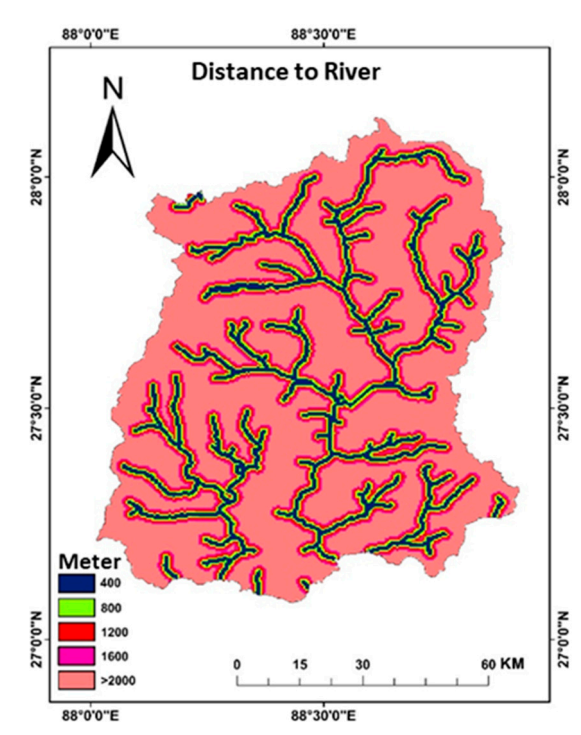 88°0'0"E 88°30'0"E
Distance to River
N
28°0'0"N 28°0'0"N
27°30'0"N 27°30'0"N
27°0'0"N 27°0'0"N
Meter
400
800
1200
1600
>2000
0 15 30 60 KM
88°0'0"E 88°30'0"E